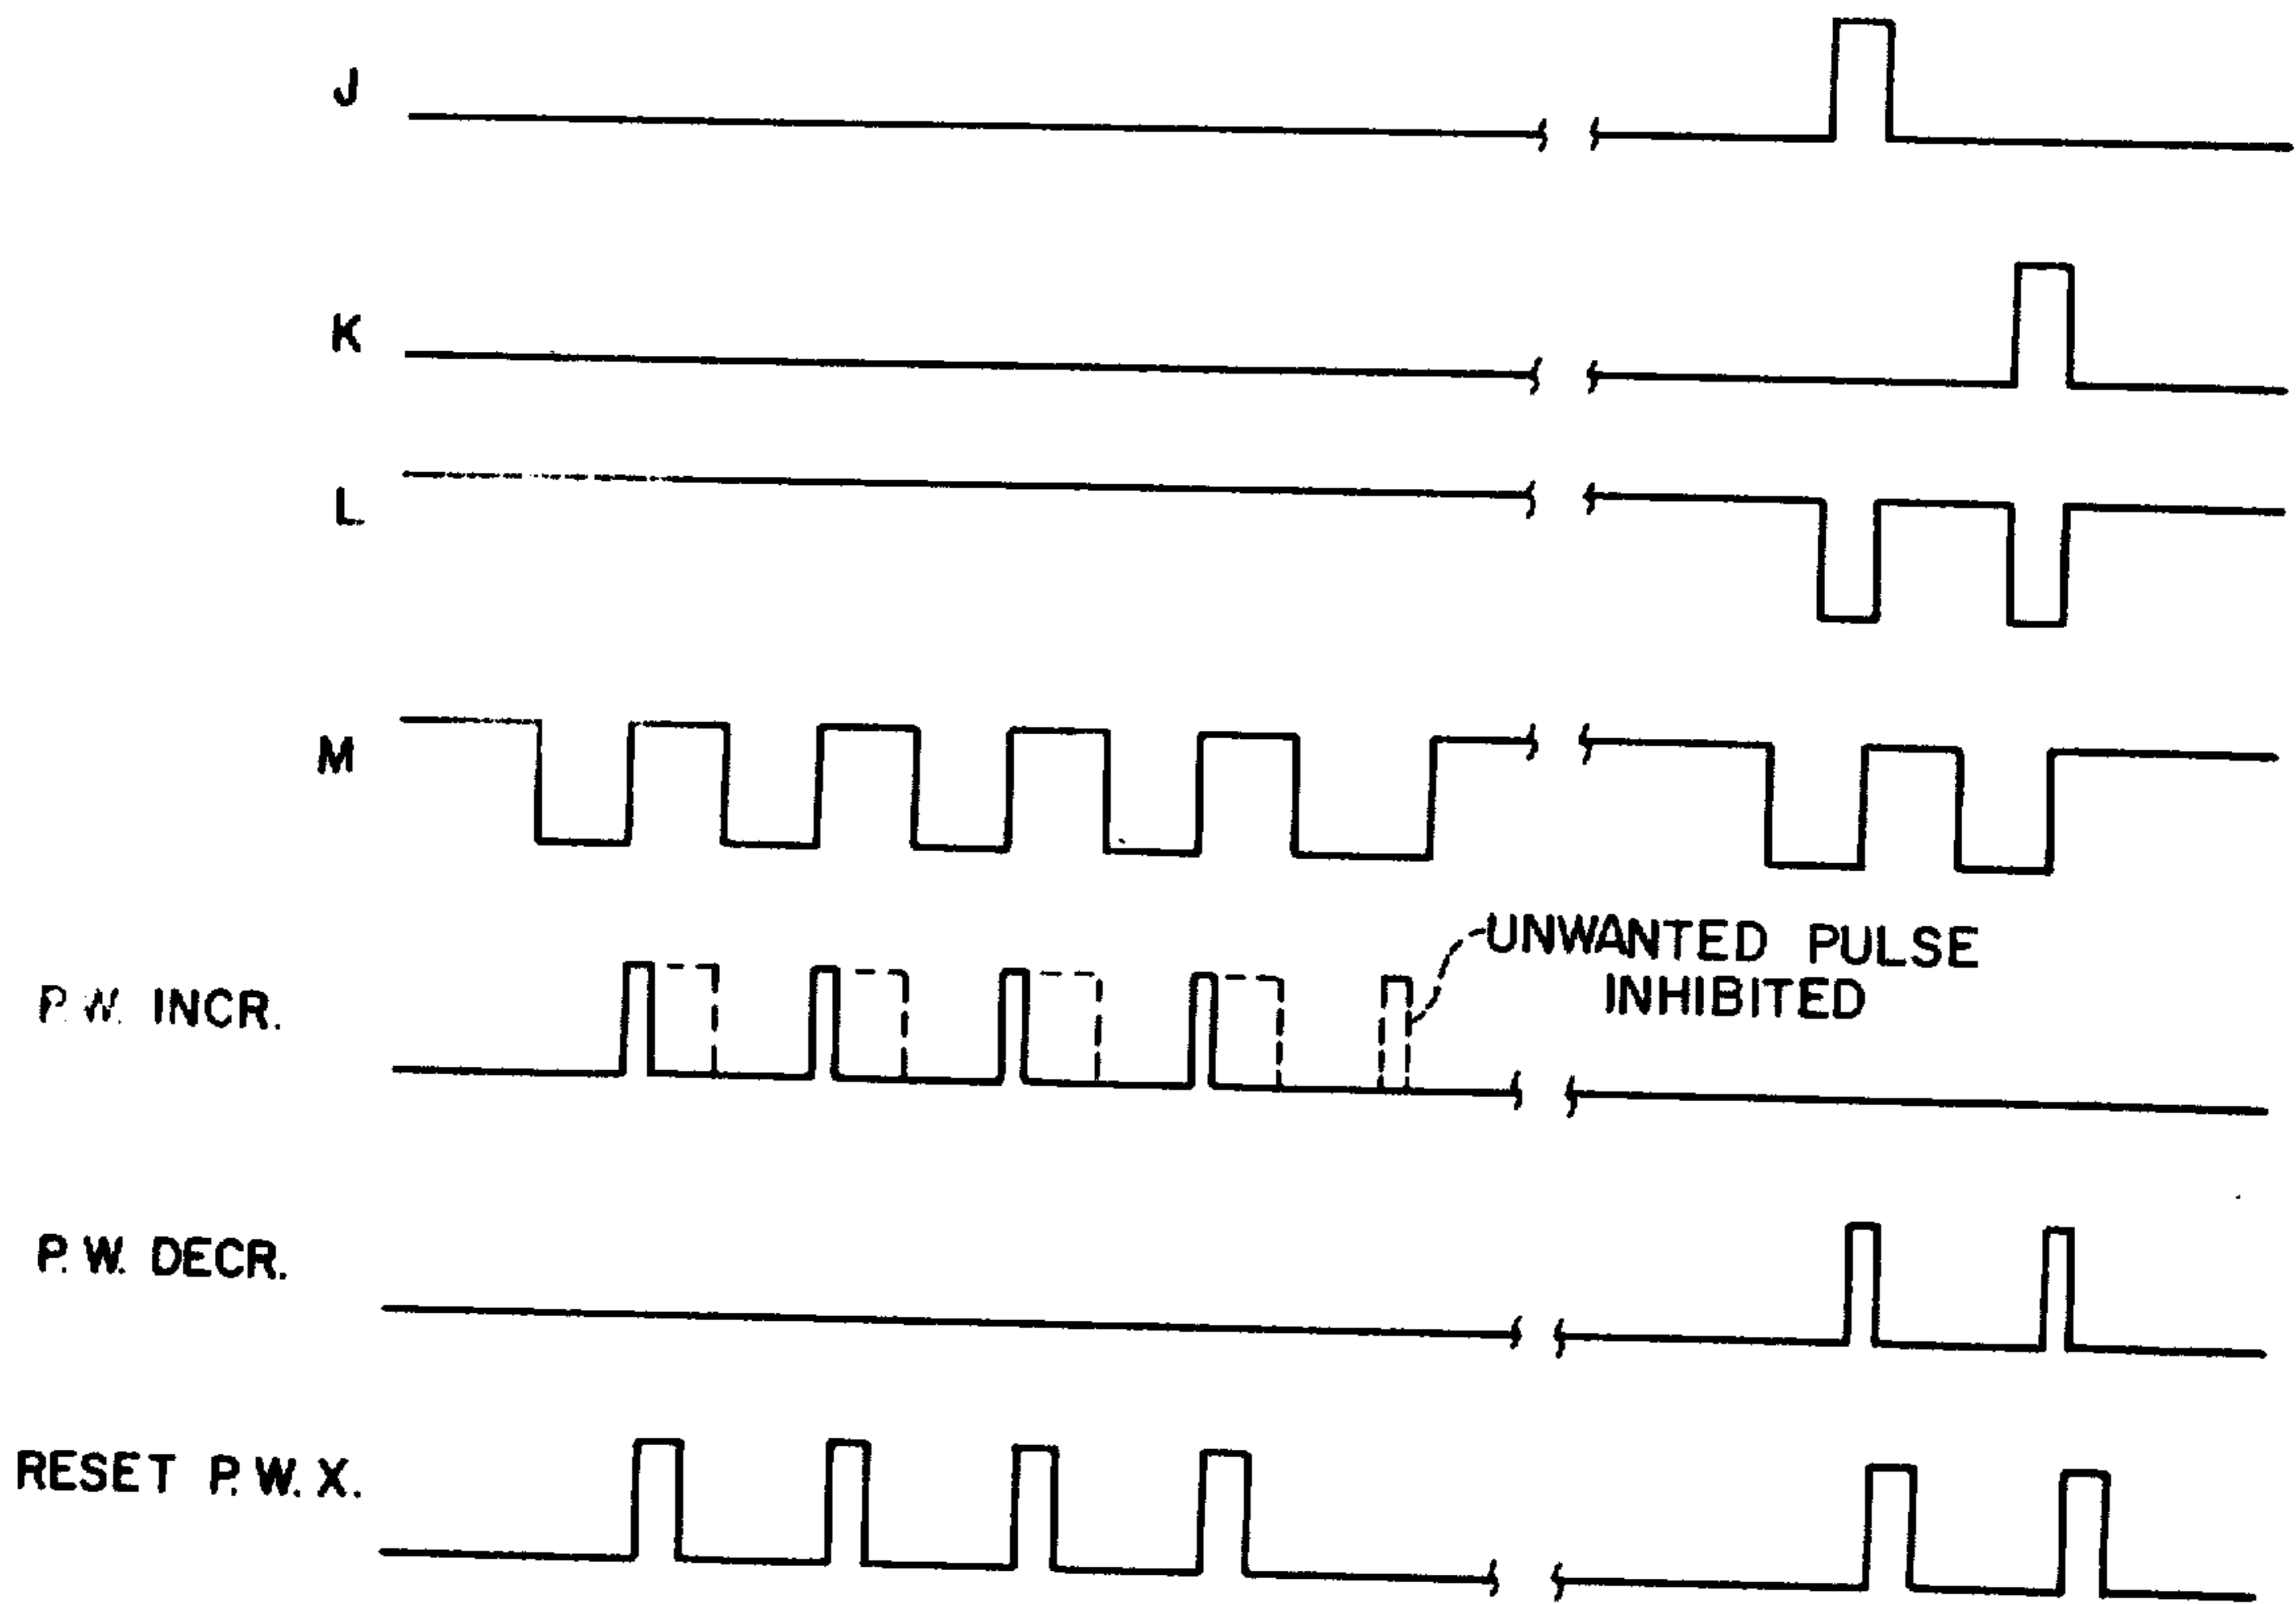 J
K
L
M
UNWANTED PULSE
INHIBITED
P.W. INCR.
P.W. DECR.
RESET P.W.X.